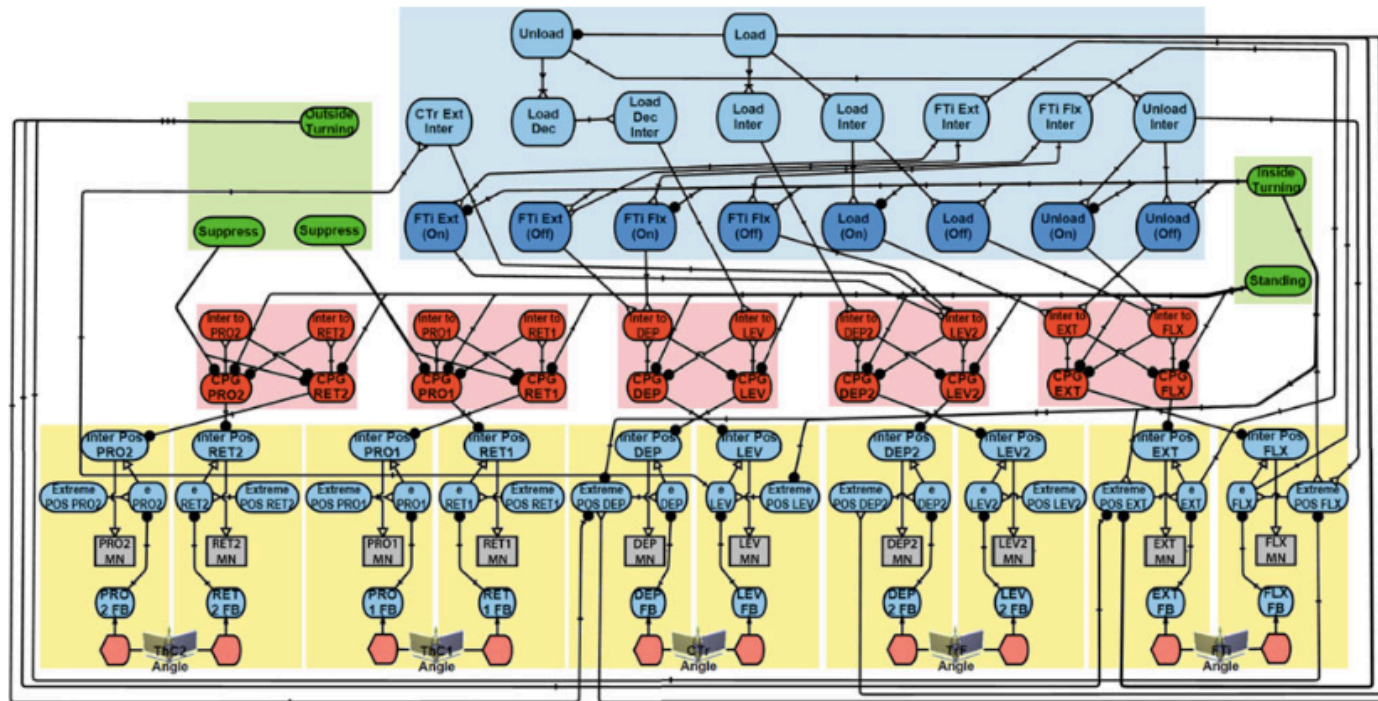 Unload
Load
Outside
Turning
CTr Ext
Inter
Load
Dec
Load
Dec
Inter
Load
Inter
Load
Inter
FTi Ext
Inter
FTi Flx
Inter
Unload
Inter
Inside
Turning
Suppress
Suppress
FTi Ext
(On)
FTi Ext
(Off)
FTi Flx
(On)
FTi Flx
(Off)
Load
(On)
Load
(Off)
Unload
(On)
Unload
(Off)
Standing
Inter to
PRO2
Inter to
RET2
Inter to
PRO1
Inter to
RET1
Inter to
DEP
Inter to
LEV
Inter to
DEP2
Inter to
LEV2
Inter to
EXT
Inter to
FLX
CPG
PRO2
CPG
RET2
CPG
PRO1
CPG
RET1
CPG
DEP
CPG
LEV
CPG
DEP2
CPG
LEV2
CPG
EXT
CPG
FLX
Inter Pos
PRO2
Inter Pos
RET2
Inter Pos
PRO1
Inter Pos
RET1
Inter Pos
DEP
Inter Pos
LEV
Inter Pos
DEP2
Inter Pos
LEV2
Inter Pos
EXT
Inter Pos
FLX
Extreme
POS PRO2
e
PRO2
e
RET2
Extreme
POS RET2
Extreme
POS PRO1
e
PRO1
e
RET1
Extreme
POS RET1
Extreme
POS DEP
e
DEP
e
LEV
Extreme
POS LEV
Extreme
POS DEP2
e
DEP2
e
LEV2
Extreme
POS LEV2
Extreme
POS EXT
e
EXT
e
FLX
Extreme
POS FLX
PRO2
MN
RET2
MN
PRO1
MN
RET1
MN
DEP
MN
LEV
MN
DEP2
MN
LEV2
MN
EXT
MN
FLX
MN
PRO
2 FB
RET
2 FB
PRO
1 FB
RET
1 FB
DEP
FB
LEV
FB
DEP
2 FB
LEV
2 FB
EXT
FB
FLX
FB
ThC2
Angle
ThC1
Angle
CTr
Angle
TrF
Angle
FTi
Angle